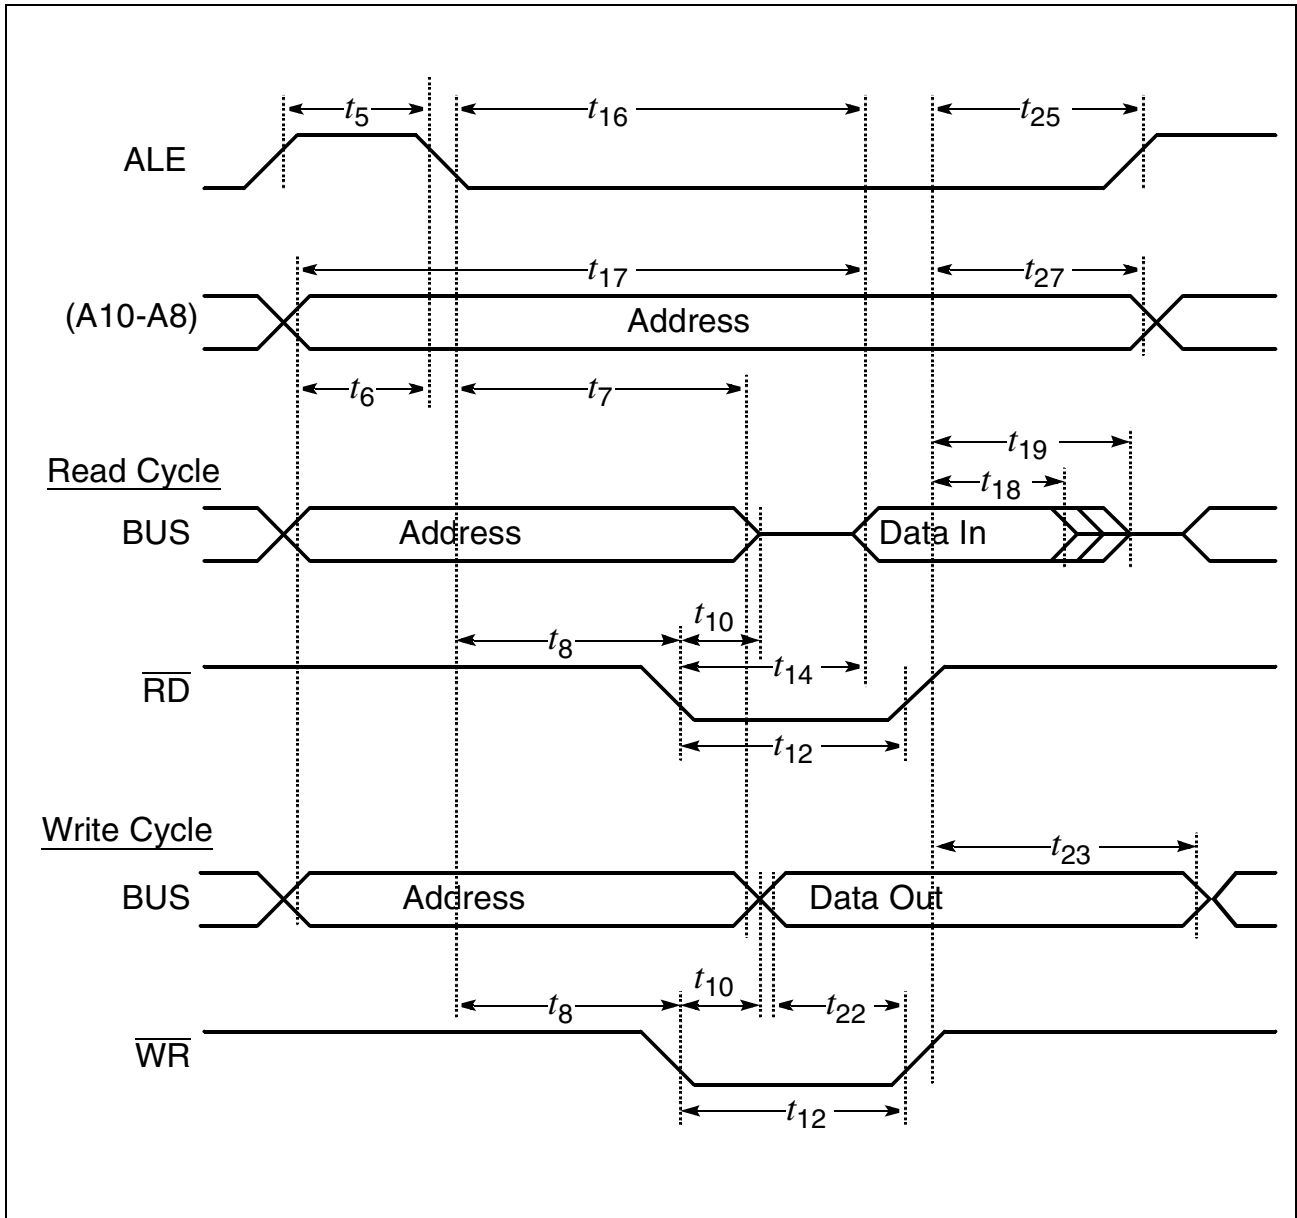 t5 t16 t25
ALE
t17 t27
(A10-A8) Address
t6 t7
t19
Read Cycle
t18
BUS Address Data In
t10
t8
t14
RD
t12
Write Cycle
t23
BUS Address Data Out
t10
t8 t22
WR
t12